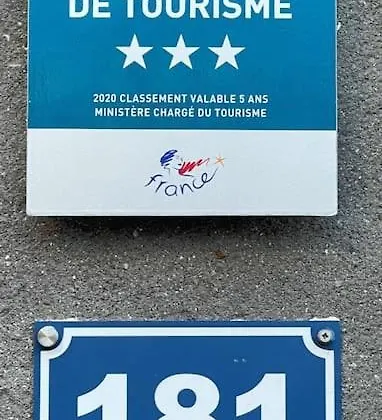 DE TOURISME
2020 CLASSEMENT VALABLE 5 ANS
MINISTÈRE CHARGÉ DU TOURISME
france
181